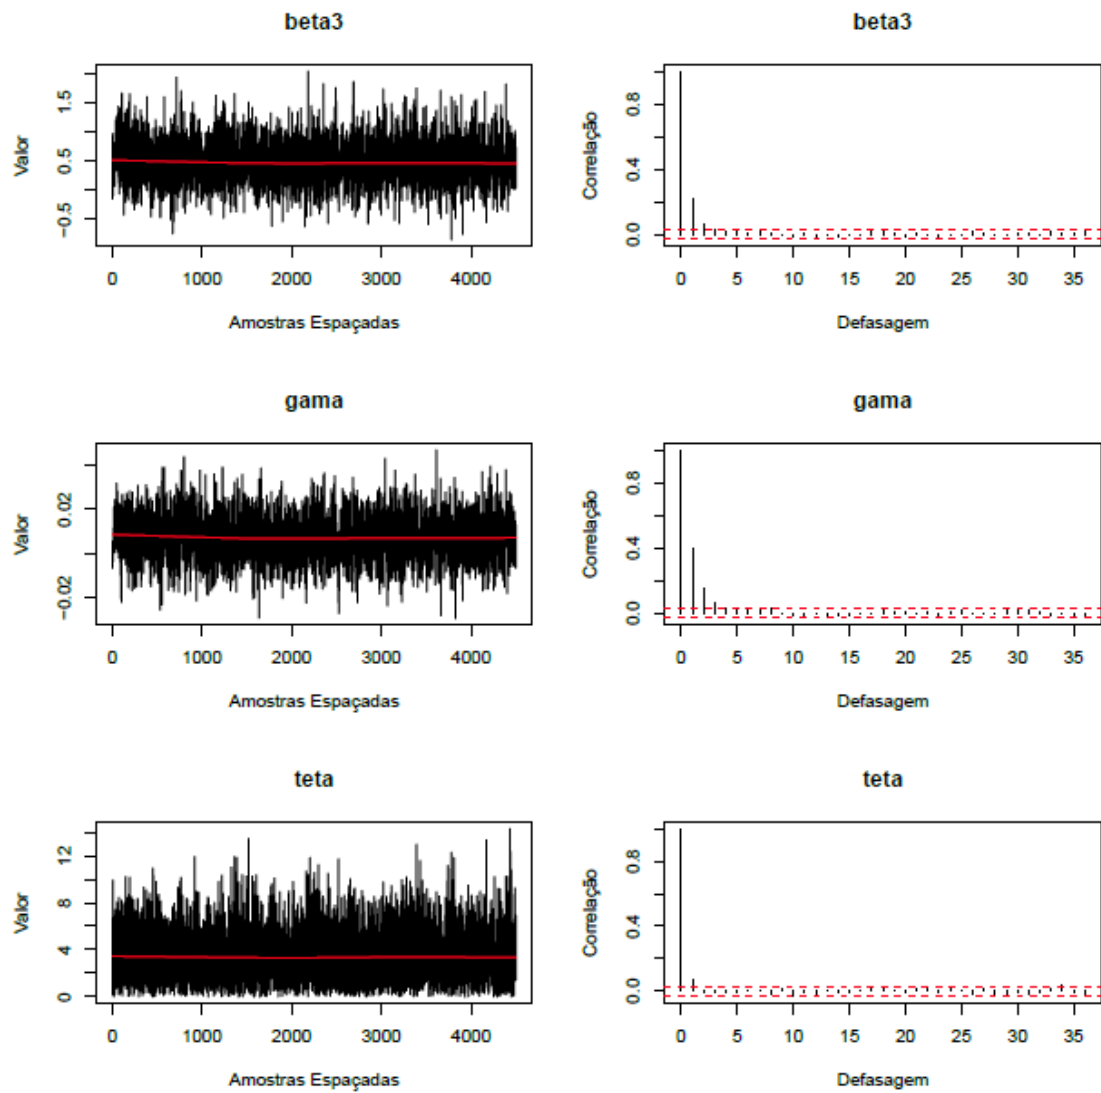 beta3
beta3
Valor
−0.5 0.5 1.5
0 1000 2000 3000 4000
Amostras Espaçadas
Correlação
0.0 0.4 0.8
0 5 10 15 20 25 30 35
Defasagem
gama
gama
Valor
−0.02 0.02
0 1000 2000 3000 4000
Amostras Espaçadas
Correlação
0.0 0.4 0.8
0 5 10 15 20 25 30 35
Defasagem
teta
teta
Valor
0 4 8 12
0 1000 2000 3000 4000
Amostras Espaçadas
Correlação
0.0 0.4 0.8
0 5 10 15 20 25 30 35
Defasagem